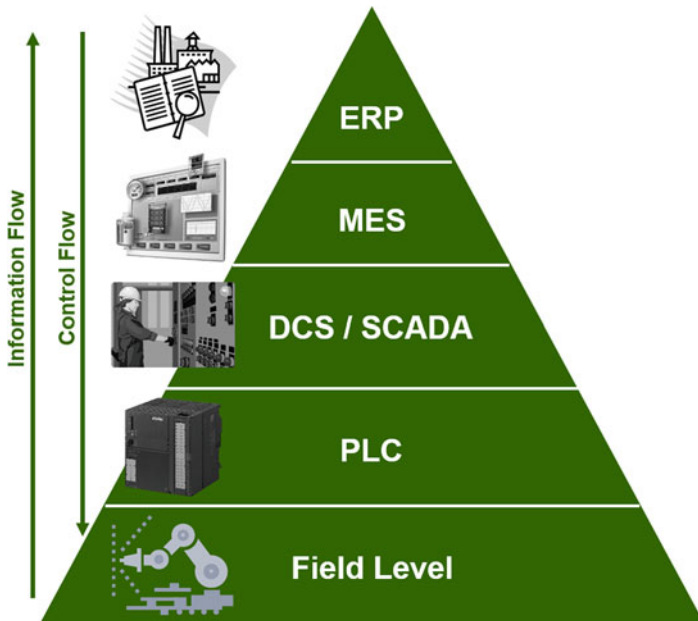 Information Flow
Control Flow
ERP
MES
DCS / SCADA
PLC
Field Level